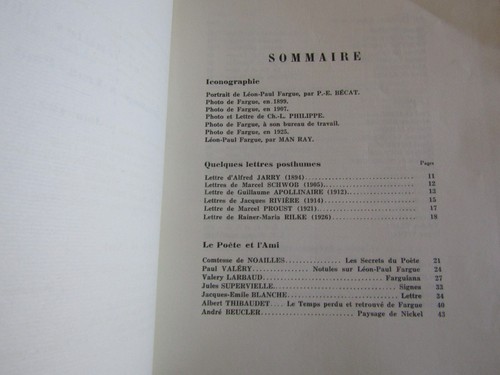 SOMMAIRE
Iconographie
Portrait de Léon-Paul Fargue, par P.-E. BÉCAT.
Photo de Fargue, en 1899.
Photo de Fargue, en 1907.
Photo et Lettre de Ch.-L. PHILIPPE.
Photo de Fargue, à son bureau de travail.
Photo de Fargue, en 1925.
Léon-Paul Fargue, par MAN RAY.
Quelques lettres posthumes Pages
Lettre d'Alfred JARRY (1894) 11
Lettres de Marcel SCHWOB (1905) 12
Lettre de Guillaume APOLLINAIRE (1912) 13
Lettres de Jacques RIVIÈRE (1914) 15
Lettre de Marcel PROUST (1921) 17
Lettre de Rainer-Maria RILKE (1926) 18
Le Poète et l'Ami
Comtesse de NOAILLES Les Secrets du Poète 21
Paul VALÉRY Notules sur Léon-Paul Fargue 24
Valery LARBAUD Farguiana 27
Jules SUPERVIELLE Signes 33
Jacques-Emile BLANCHE Lettre 34
Albert THIBAUDET Le Temps perdu et retrouvé de Fargue 40
André BEUCLER Paysage de Nickel 43